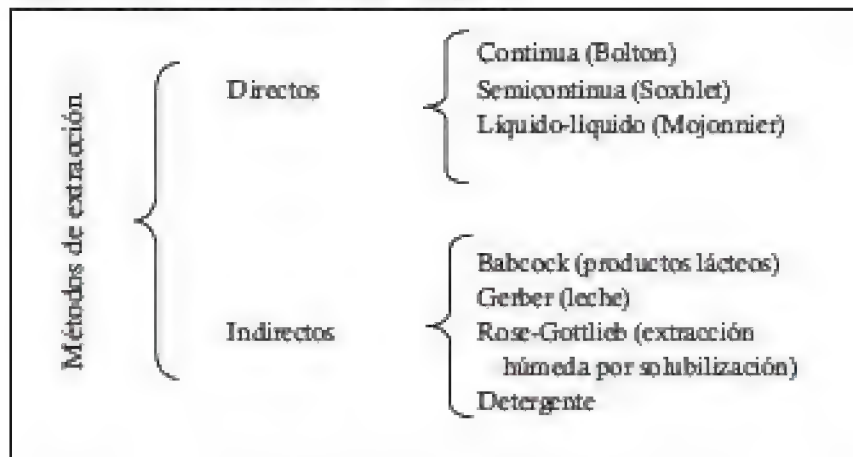 Métodos de extracción
Directos
Continua (Bolton)
Semicontinua (Soxhlet)
Líquido-líquido (Mojonnier)
Indirectos
Babcock (productos lácteos)
Gerber (leche)
Rose-Gottlieb (extracción
húmeda por solubilización)
Detergente